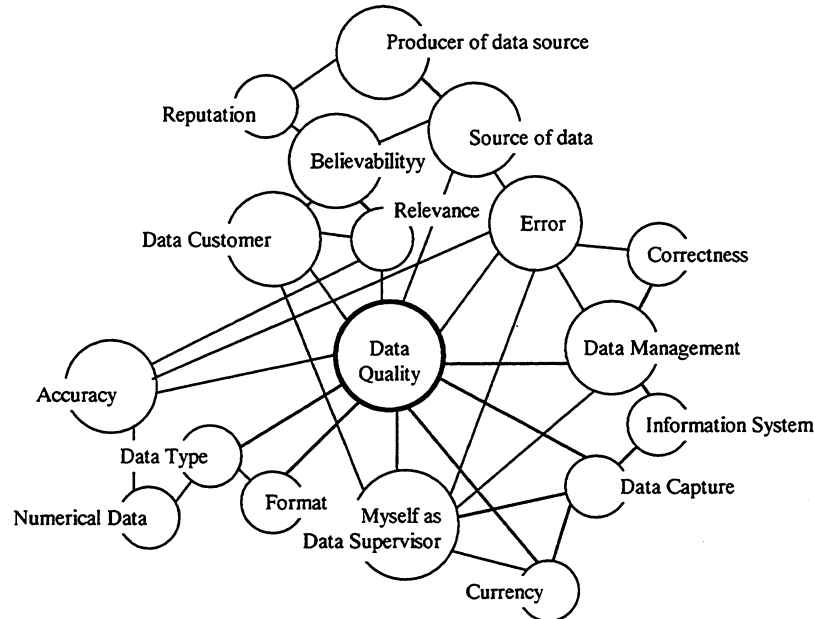 Producer of data source
Reputation
Source of data
Believabilityy
Relevance
Error
Data Customer
Correctness
Data
Quality
Data Management
Accuracy
Information System
Data Type
Data Capture
Format
Numerical Data
Myself as
Data Supervisor
Currency